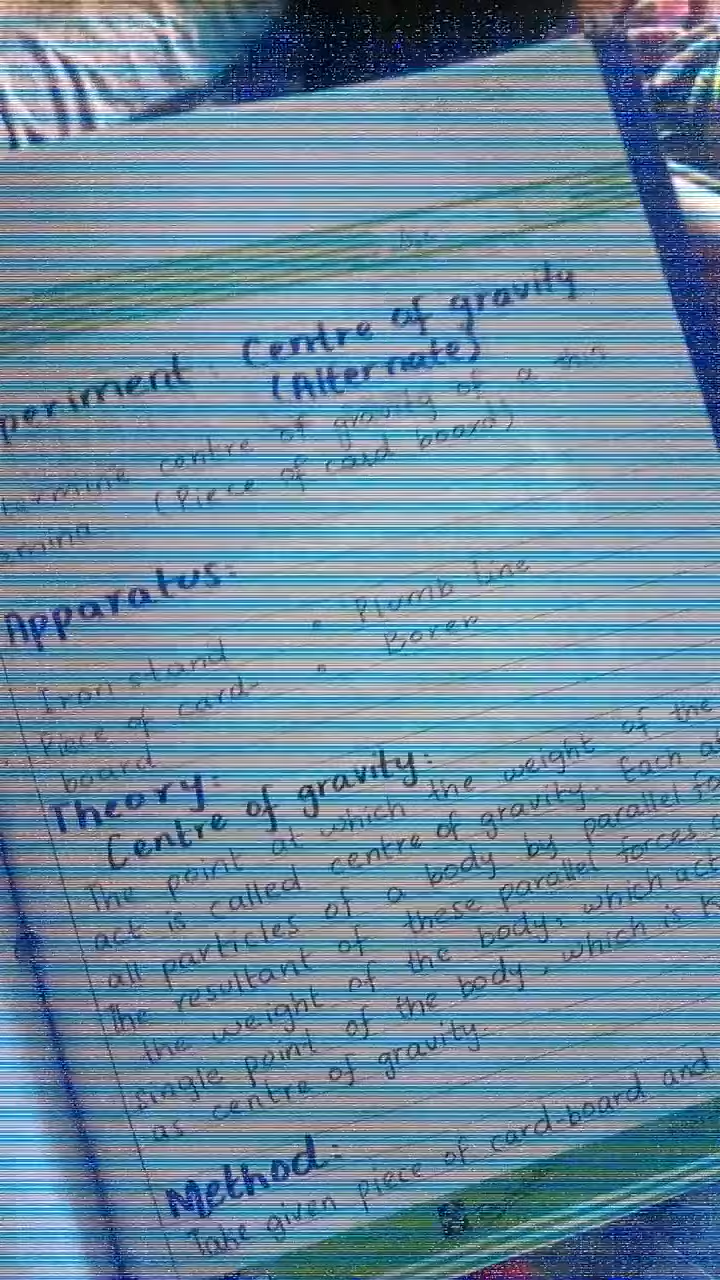 periment: Centre of gravity
(Alternate)
termine centre of gravity of a thin
amina. (Piece of card board)
Apparatus:
Iron stand • Plumb line
Piece of card- • Borer
board
Theory:
Centre of gravity:
The point at which the weight of the
act is called centre of gravity. Each
all particles of a body by parallel
The resultant of these parallel forces
the weight of the body, which act
single point of the body, which is
as centre of gravity.
Method:
Take given piece of card-board and